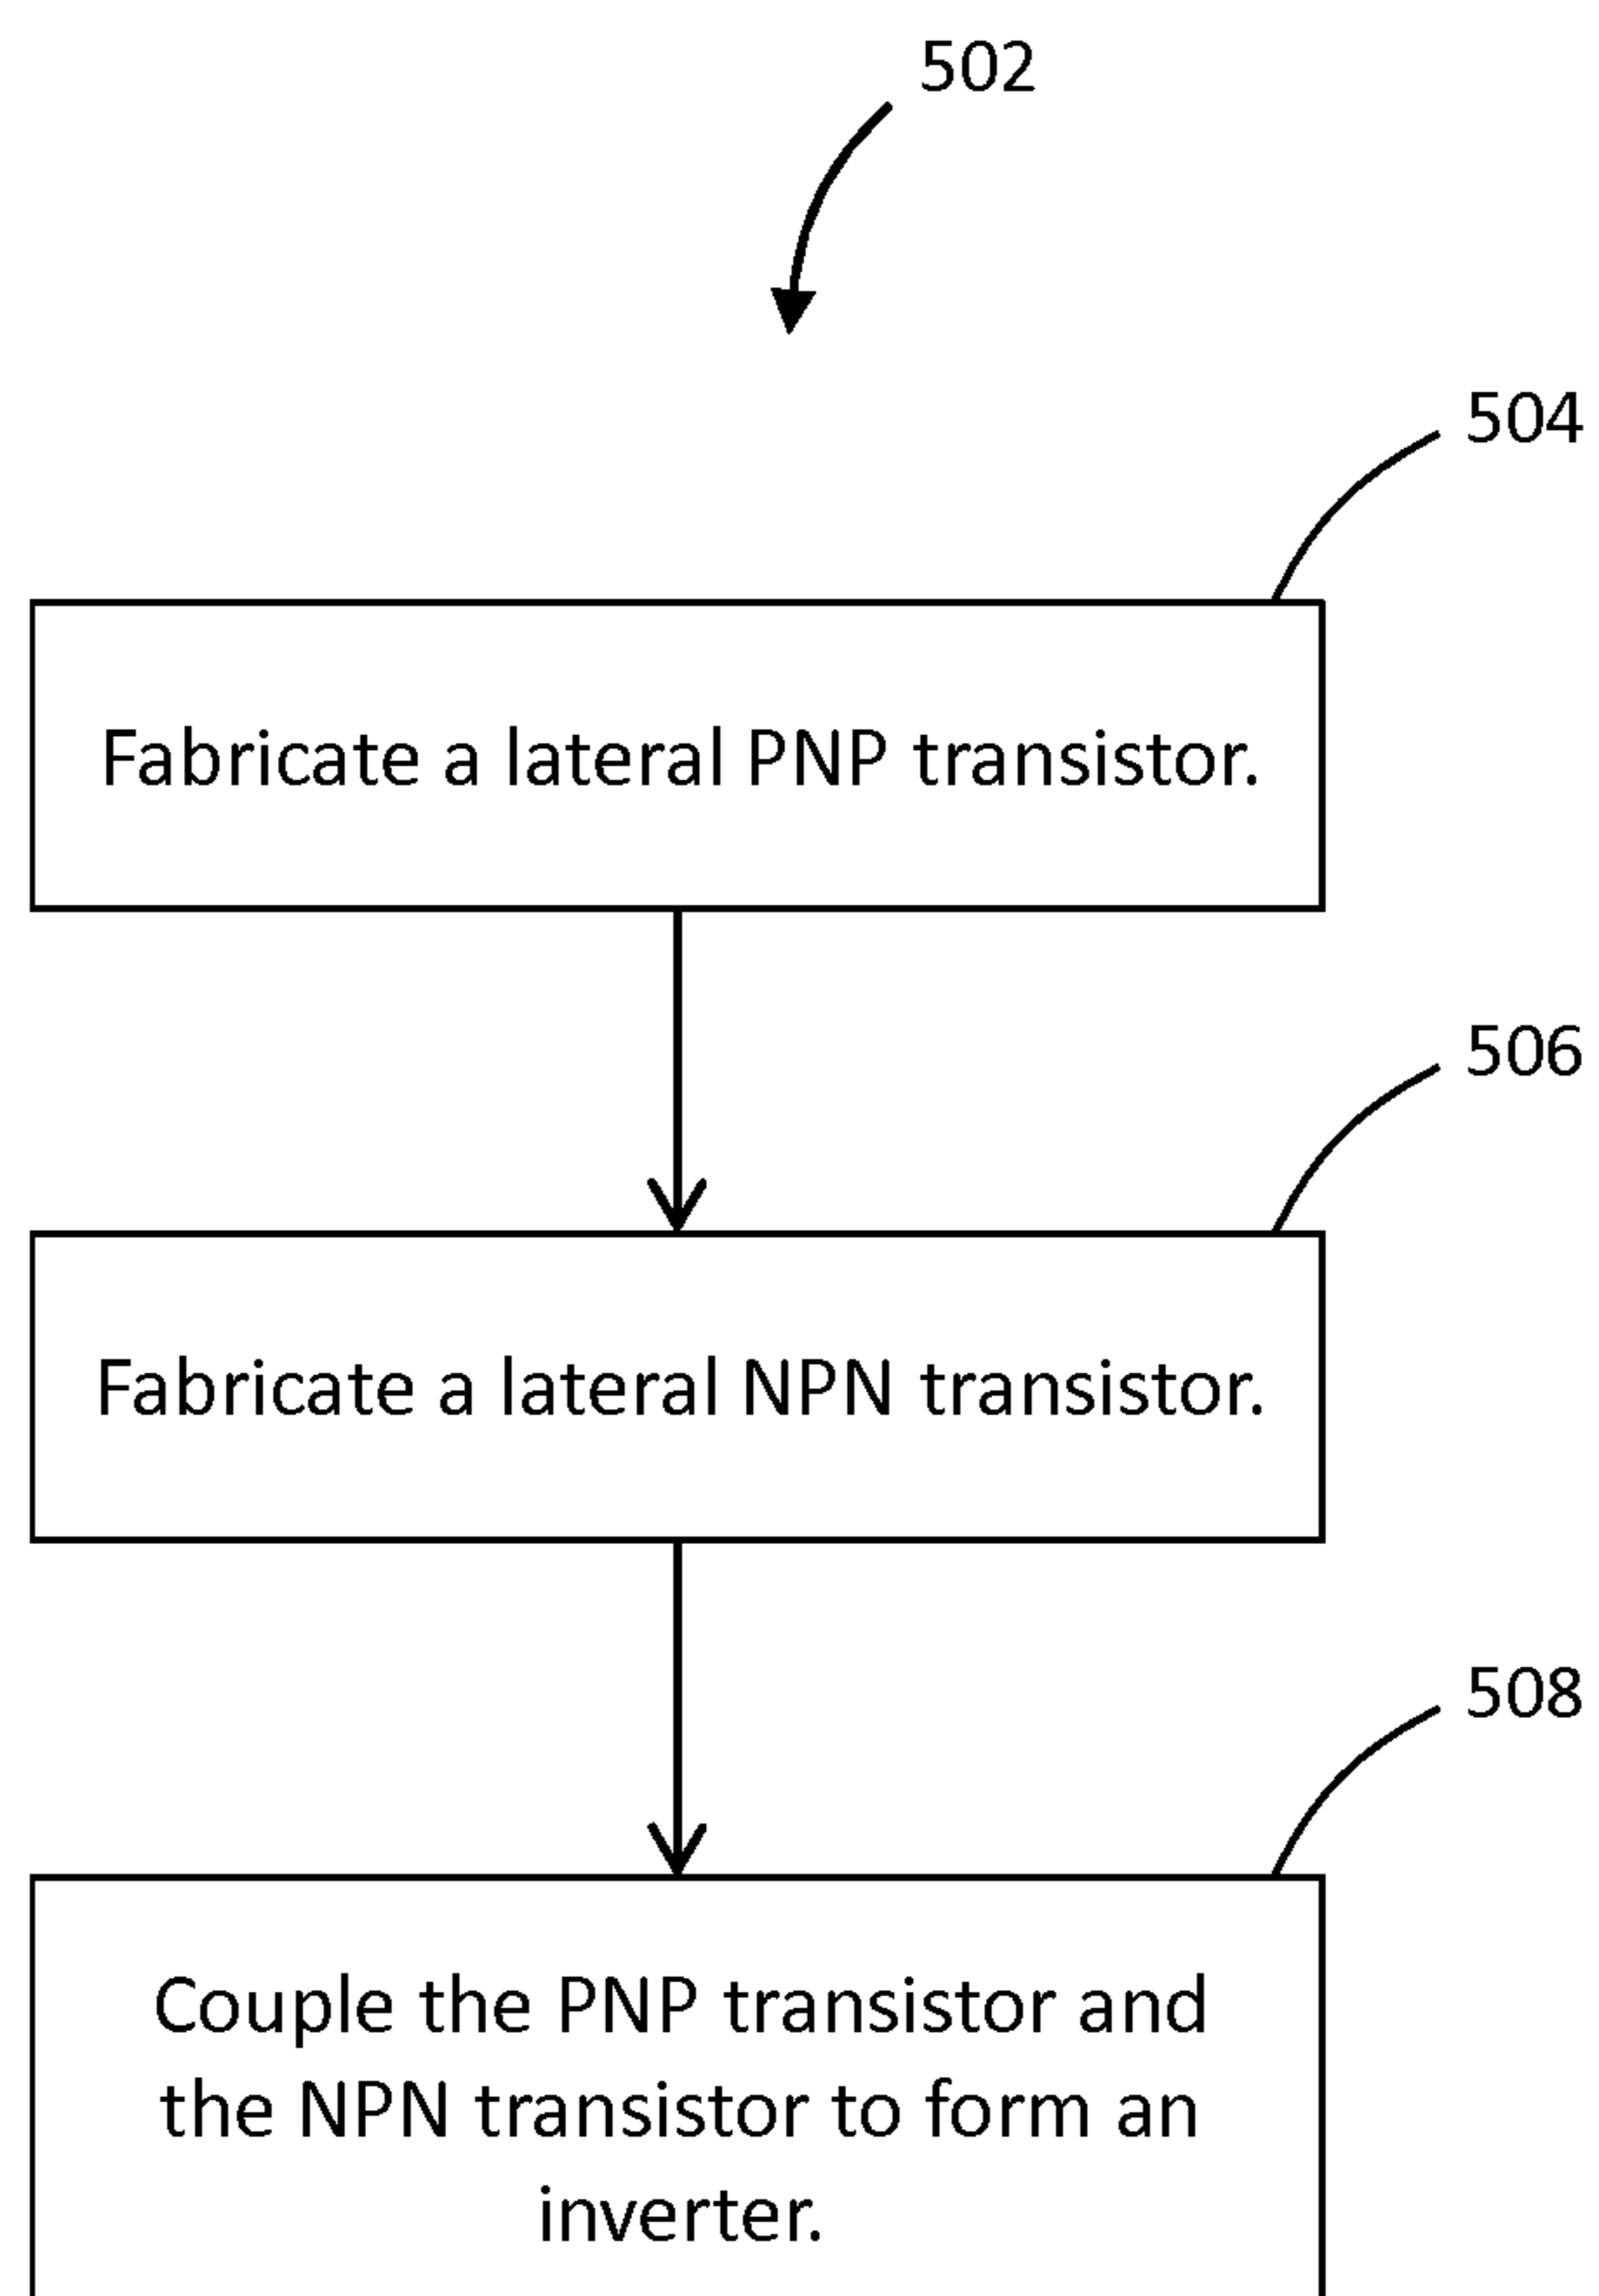 502
504
Fabricate a lateral PNP transistor.
506
Fabricate a lateral NPN transistor.
508
Couple the PNP transistor and
the NPN transistor to form an
inverter.